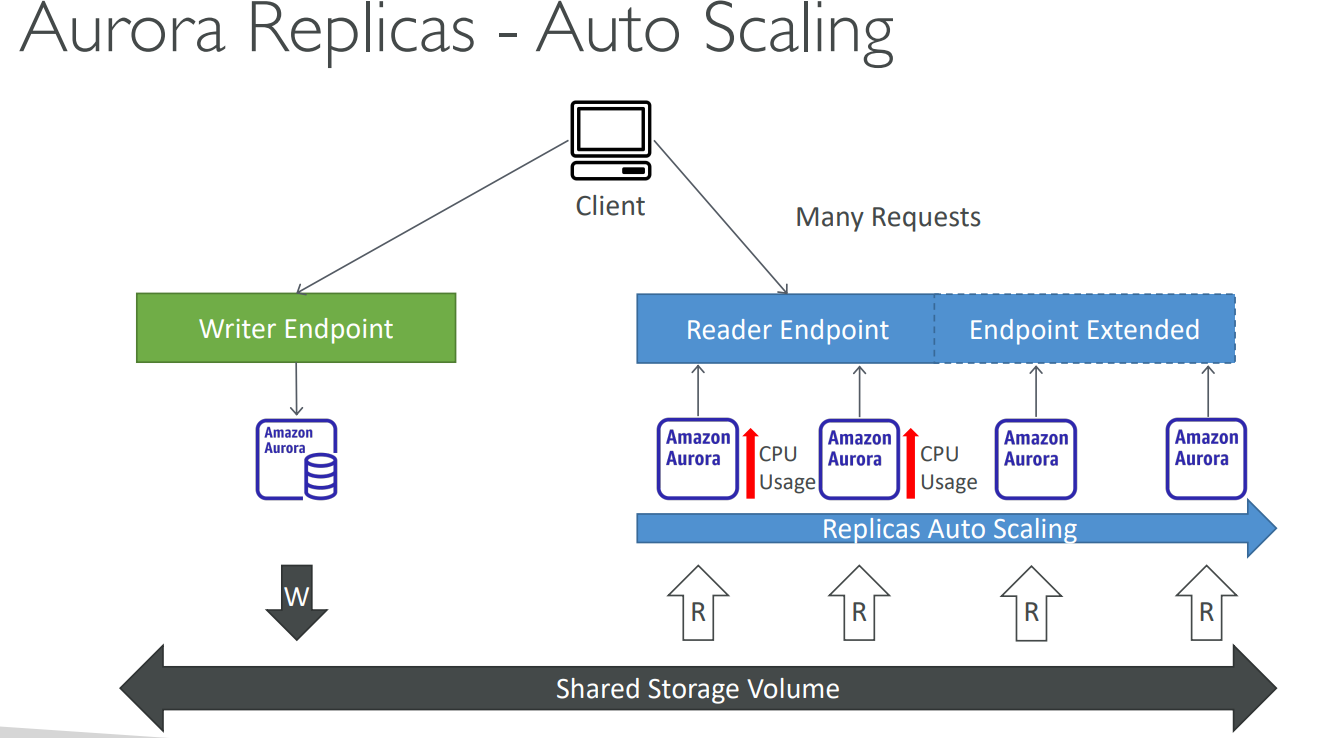 Aurora Replicas - Auto Scaling
Client
Many Requests
Writer Endpoint
Reader Endpoint
Endpoint Extended
Amazon
Aurora
Amazon
Aurora
CPU
Usage
Amazon
Aurora
CPU
Usage
Amazon
Aurora
Amazon
Aurora
Replicas Auto Scaling
W
R
R
R
R
Shared Storage Volume